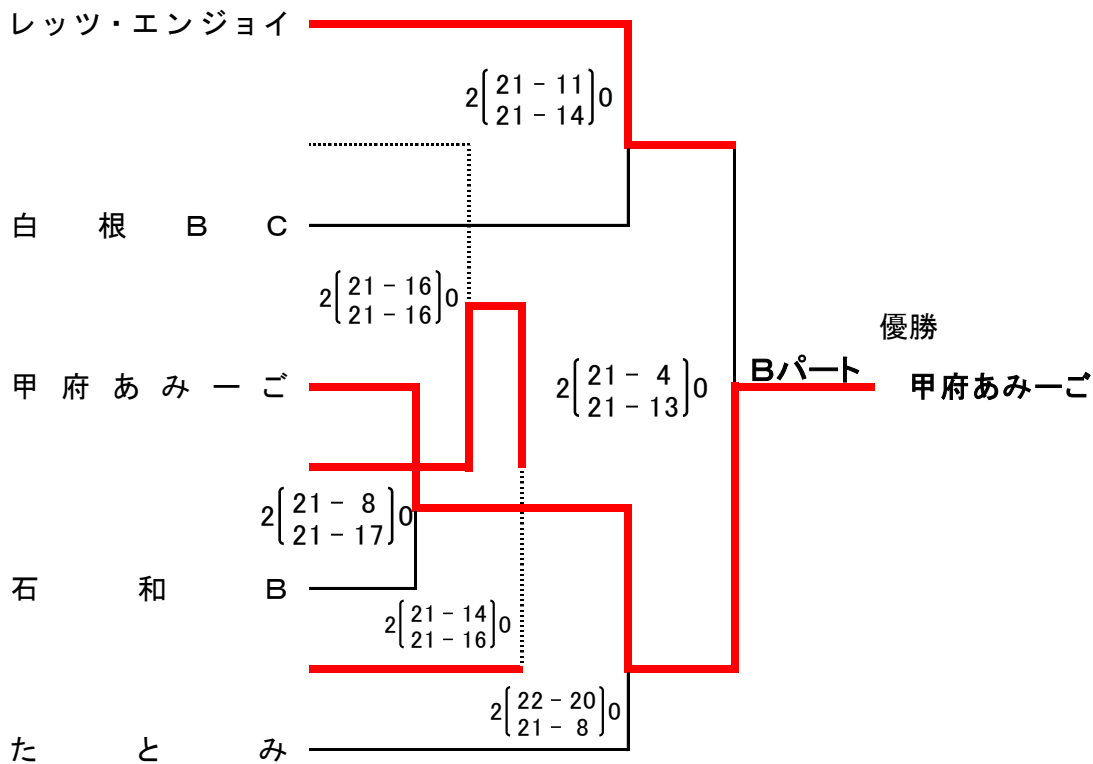 レッツ・エンジョイ
2 21 - 11 0
21 - 14
白根BC
2 21 - 16 0
21 - 16
優勝
甲府あみーご
2 21 - 4 0
21 - 13
Bパート
甲府あみーご
2 21 - 8 0
21 - 17
石和B
2 21 - 14 0
21 - 16
2 22 - 20 0
21 - 8
たとみ